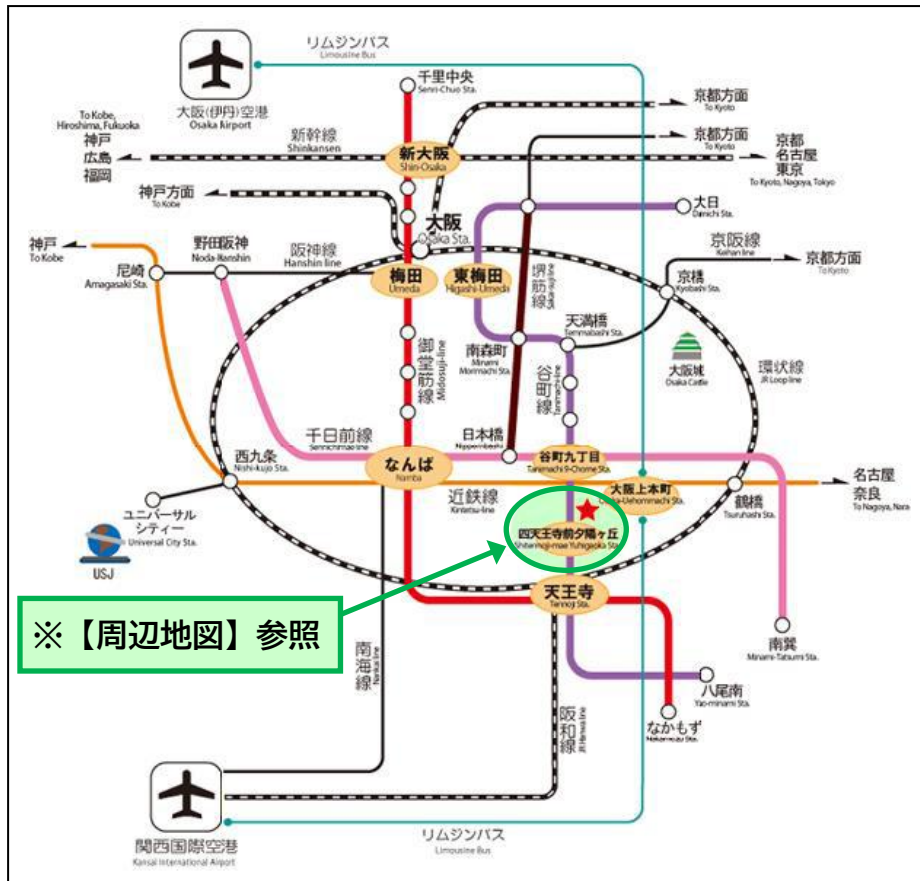 リムジンバス
Limousine Bus
大阪(伊丹)空港
Osaka Airport
千里中央
Senri-Chuo Sta.
京都方面
To Kyoto
京都方面
To Kyoto
To Kobe,
Hiroshima, Fukuoka
神戸
広島
福岡
新幹線
Shinkansen
新大阪
Shin-Osaka
京都
名古屋
東京
To Kyoto, Nagoya, Tokyo
神戸方面
To Kobe
大阪
Osaka Sta.
大日
Dainichi Sta.
神戸
To Kobe
野田阪神
Noda-Hanshin
阪神線
Hanshin line
尼崎
Amagasaki Sta.
梅田
Umeda
東梅田
Higashi-Umeda
堺筋線
Sakaisuji-line
京阪線
Keihan line
京都方面
To Kyoto
京橋
Kyobashi Sta.
天満橋
Temmabashi Sta.
南森町
Minami
Morimachi Sta.
大阪城
Osaka Castle
環状線
JR Loop line
御堂筋線
Midosuji-line
谷町線
Tanimachi-line
千日前線
Sennichimae line
日本橋
Nipponbashi
谷町九丁目
Tanimachi 9-Chome Sta.
西九条
Nishi-kujo Sta.
なんば
Namba
近鉄線
Kintetsu-line
大阪上本町
Osaka-Uehommachi Sta.
鶴橋
Tsuruhashi Sta.
名古屋
奈良
To Nagoya, Nara
ユニバーサル
シティー
Universal City Sta.
USJ
四天王寺前夕陽ヶ丘
Shitennoji-mae Yuhigaoka Sta.
天王寺
Tennoji Sta.
※【周辺地図】参照
南巽
Minami-Tatsumi Sta.
南海線
Nankai line
阪和線
JR Hanwa line
八尾南
Yao-minami Sta.
なかもず
Nakamozu Sta.
関西国際空港
Kansai International Airport
リムジンバス
Limousine Bus